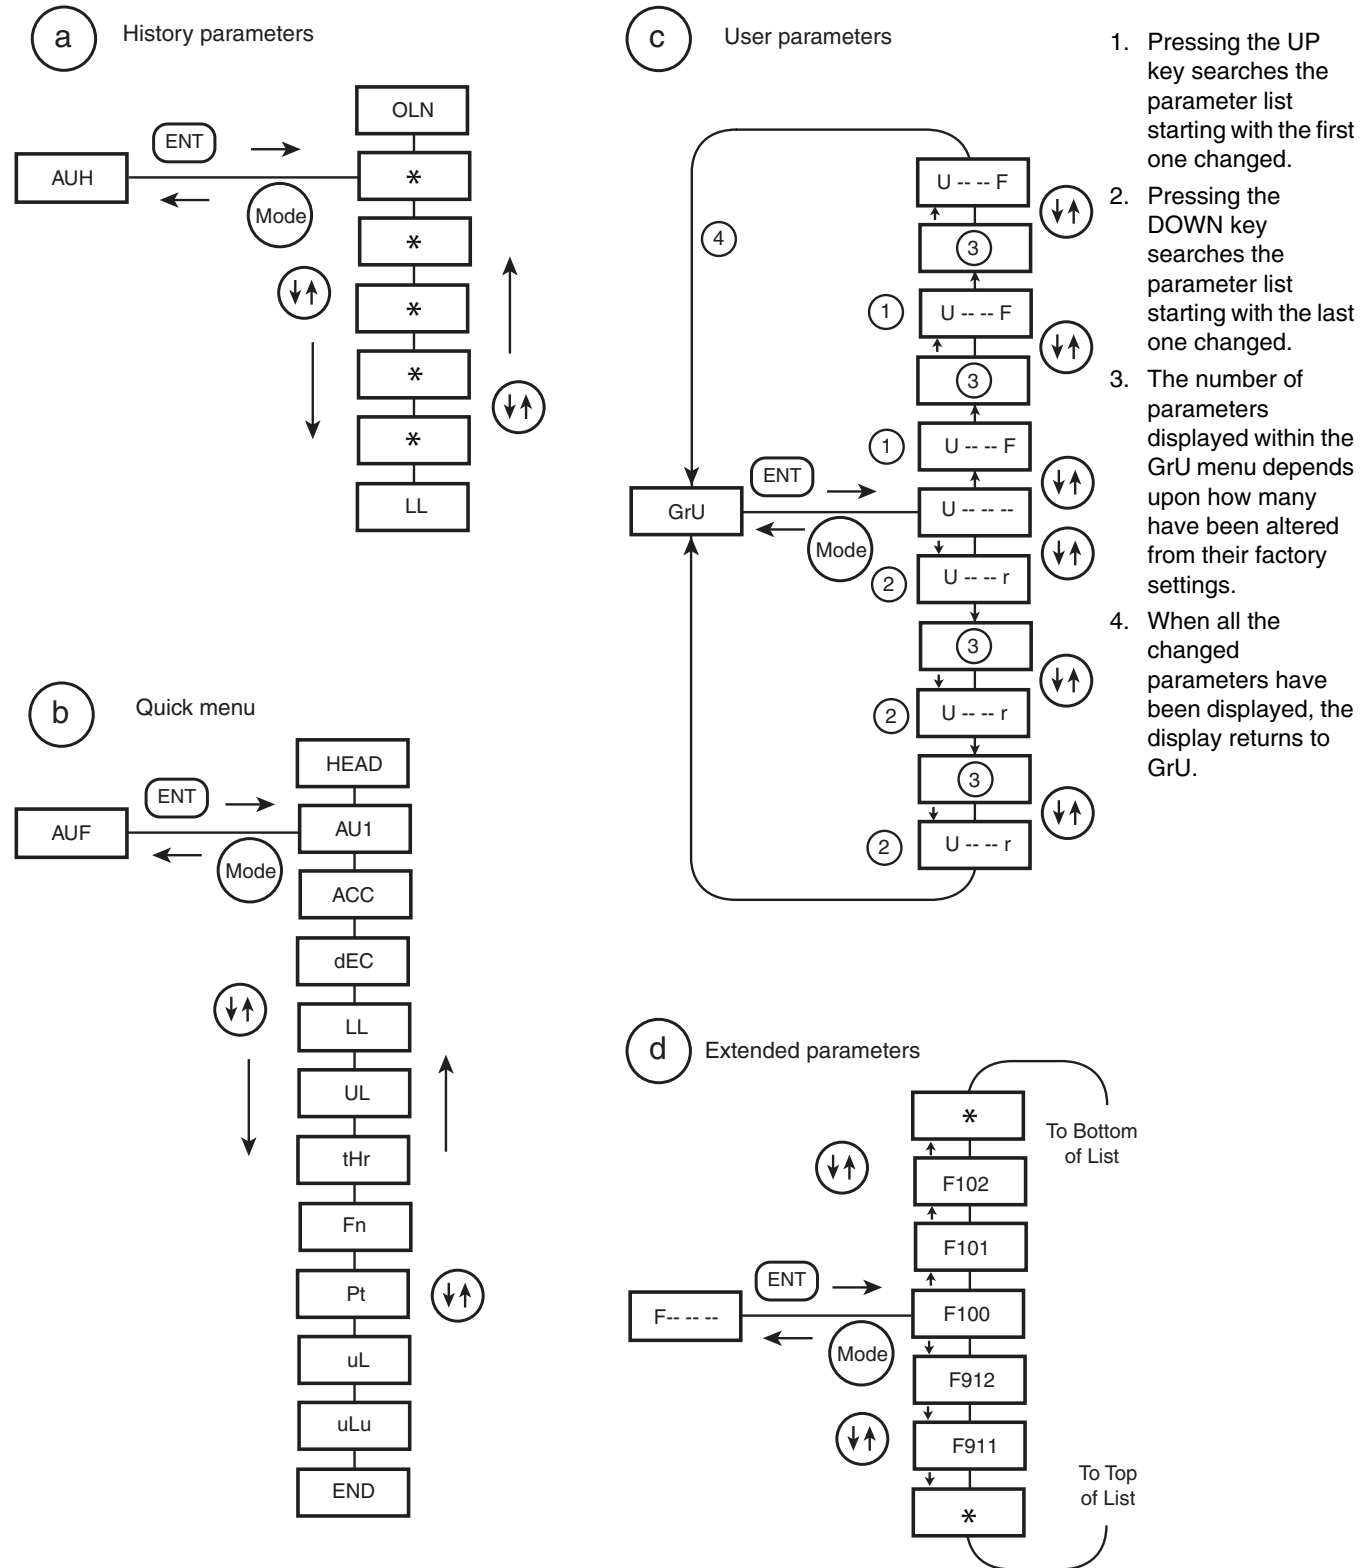 a
History parameters
OLN
ENT
AUH
*
Mode
*
*
*
*
LL
b
Quick menu
HEAD
ENT
AUF
AU1
Mode
ACC
dEC
LL
UL
tHr
Fn
Pt
uL
uLu
END
c
User parameters
U -- -- F
4
3
1
U -- -- F
3
1
U -- -- F
ENT
GrU
U -- -- --
Mode
2
U -- -- r
3
2
U -- -- r
3
2
U -- -- r
1. Pressing the UP
key searches the
parameter list
starting with the first
one changed.
2. Pressing the
DOWN key
searches the
parameter list
starting with the last
one changed.
3. The number of
parameters
displayed within the
GrU menu depends
upon how many
have been altered
from their factory
settings.
4. When all the
changed
parameters have
been displayed, the
display returns to
GrU.
d
Extended parameters
*
To Bottom
of List
F102
F101
ENT
F-- -- --
F100
Mode
F912
F911
To Top
of List
*